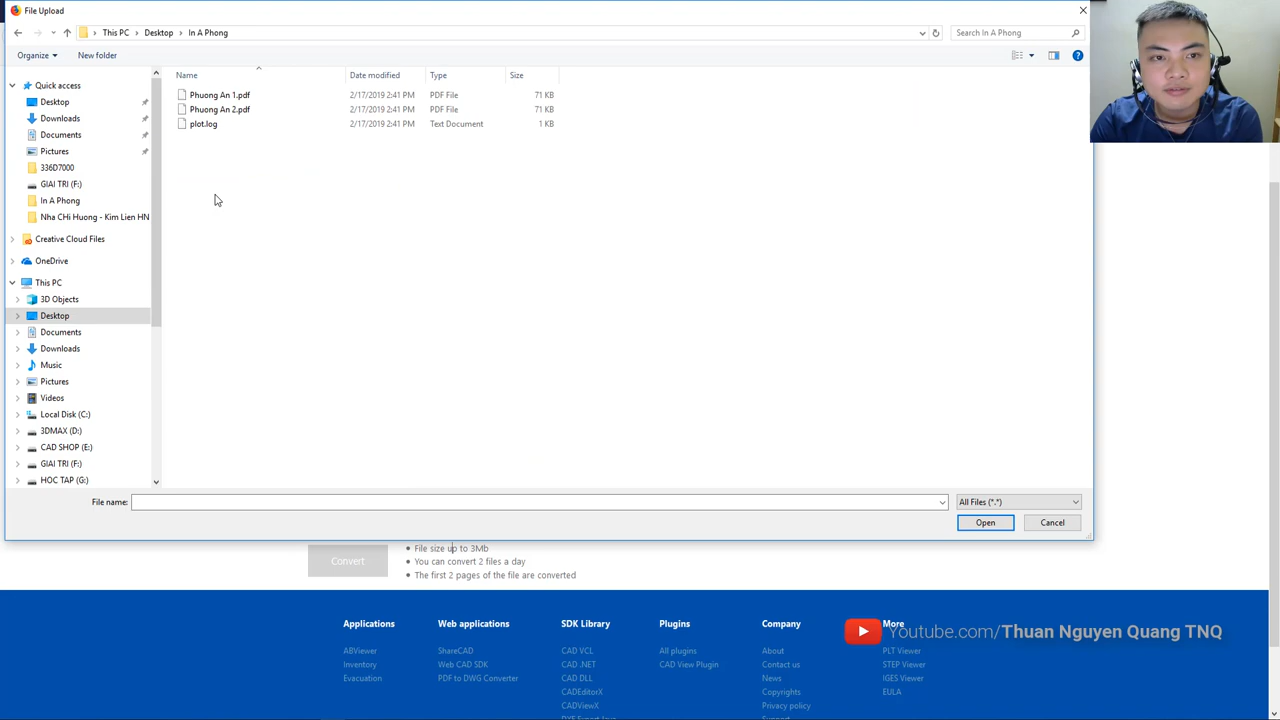 File Upload
This PC > Desktop > In A Phong
Search In A Phong
Organize
New folder
Name
Date modified
Type
Size
Quick access
Desktop
Downloads
Documents
Pictures
336D7000
GIAI TRI (F:)
In A Phong
Nha CHi Huong - Kim Lien HN
Creative Cloud Files
OneDrive
This PC
3D Objects
Desktop
Documents
Downloads
Music
Pictures
Videos
Local Disk (C:)
3DMAX (D:)
CAD SHOP (E:)
GIAI TRI (F:)
HOC TAP (G:)
Phuong An 1.pdf 2/17/2019 2:41 PM PDF File 71 KB
Phuong An 2.pdf 2/17/2019 2:41 PM PDF File 71 KB
plot.log 2/17/2019 2:41 PM Text Document 1 KB
File name:
All Files (*.*)
Open
Cancel
Convert
• File size up to 3Mb
• You can convert 2 files a day
• The first 2 pages of the file are converted
Applications
ABViewer
Inventory
Evacuation
Web applications
ShareCAD
Web CAD SDK
PDF to DWG Converter
SDK Library
CAD VCL
CAD .NET
CAD DLL
CADEditorX
CADViewX
Plugins
All plugins
CAD View Plugin
Company
About
Contact us
News
Copyrights
Privacy policy
More
PLT Viewer
STEP Viewer
IGES Viewer
EULA
Youtube.com/Thuan Nguyen Quang TNQ